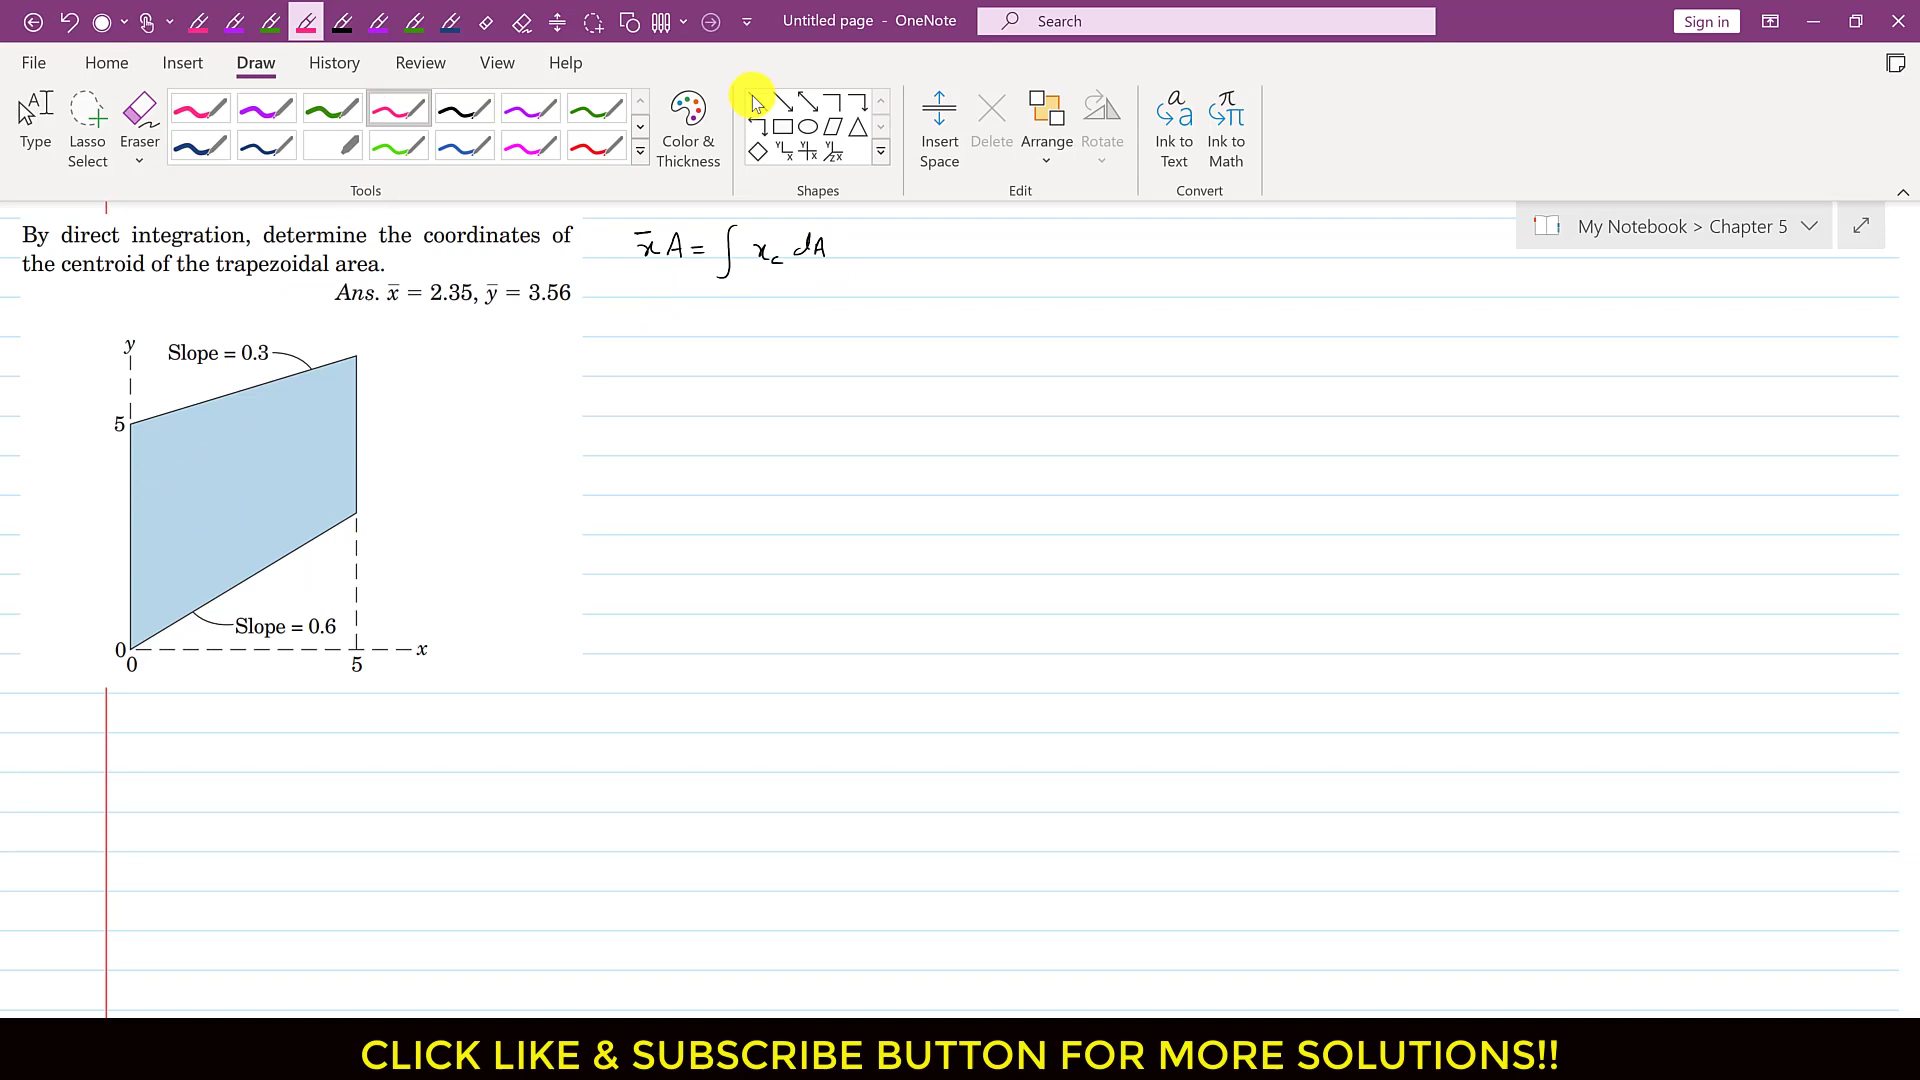 Untitled page - OneNote
Search
Sign in
File Home Insert Draw History Review View Help
Type
Lasso Select
Eraser
Color & Thickness
Insert Space
Delete
Arrange
Rotate
Ink to Text
Ink to Math
Tools
Shapes
Edit
Convert
My Notebook > Chapter 5
By direct integration, determine the coordinates of
the centroid of the trapezoidal area.
Ans. x̄ = 2.35, ȳ = 3.56
x̄A = ∫ x_c dA
y
Slope = 0.3
5
Slope = 0.6
0
x
0
5
CLICK LIKE & SUBSCRIBE BUTTON FOR MORE SOLUTIONS!!